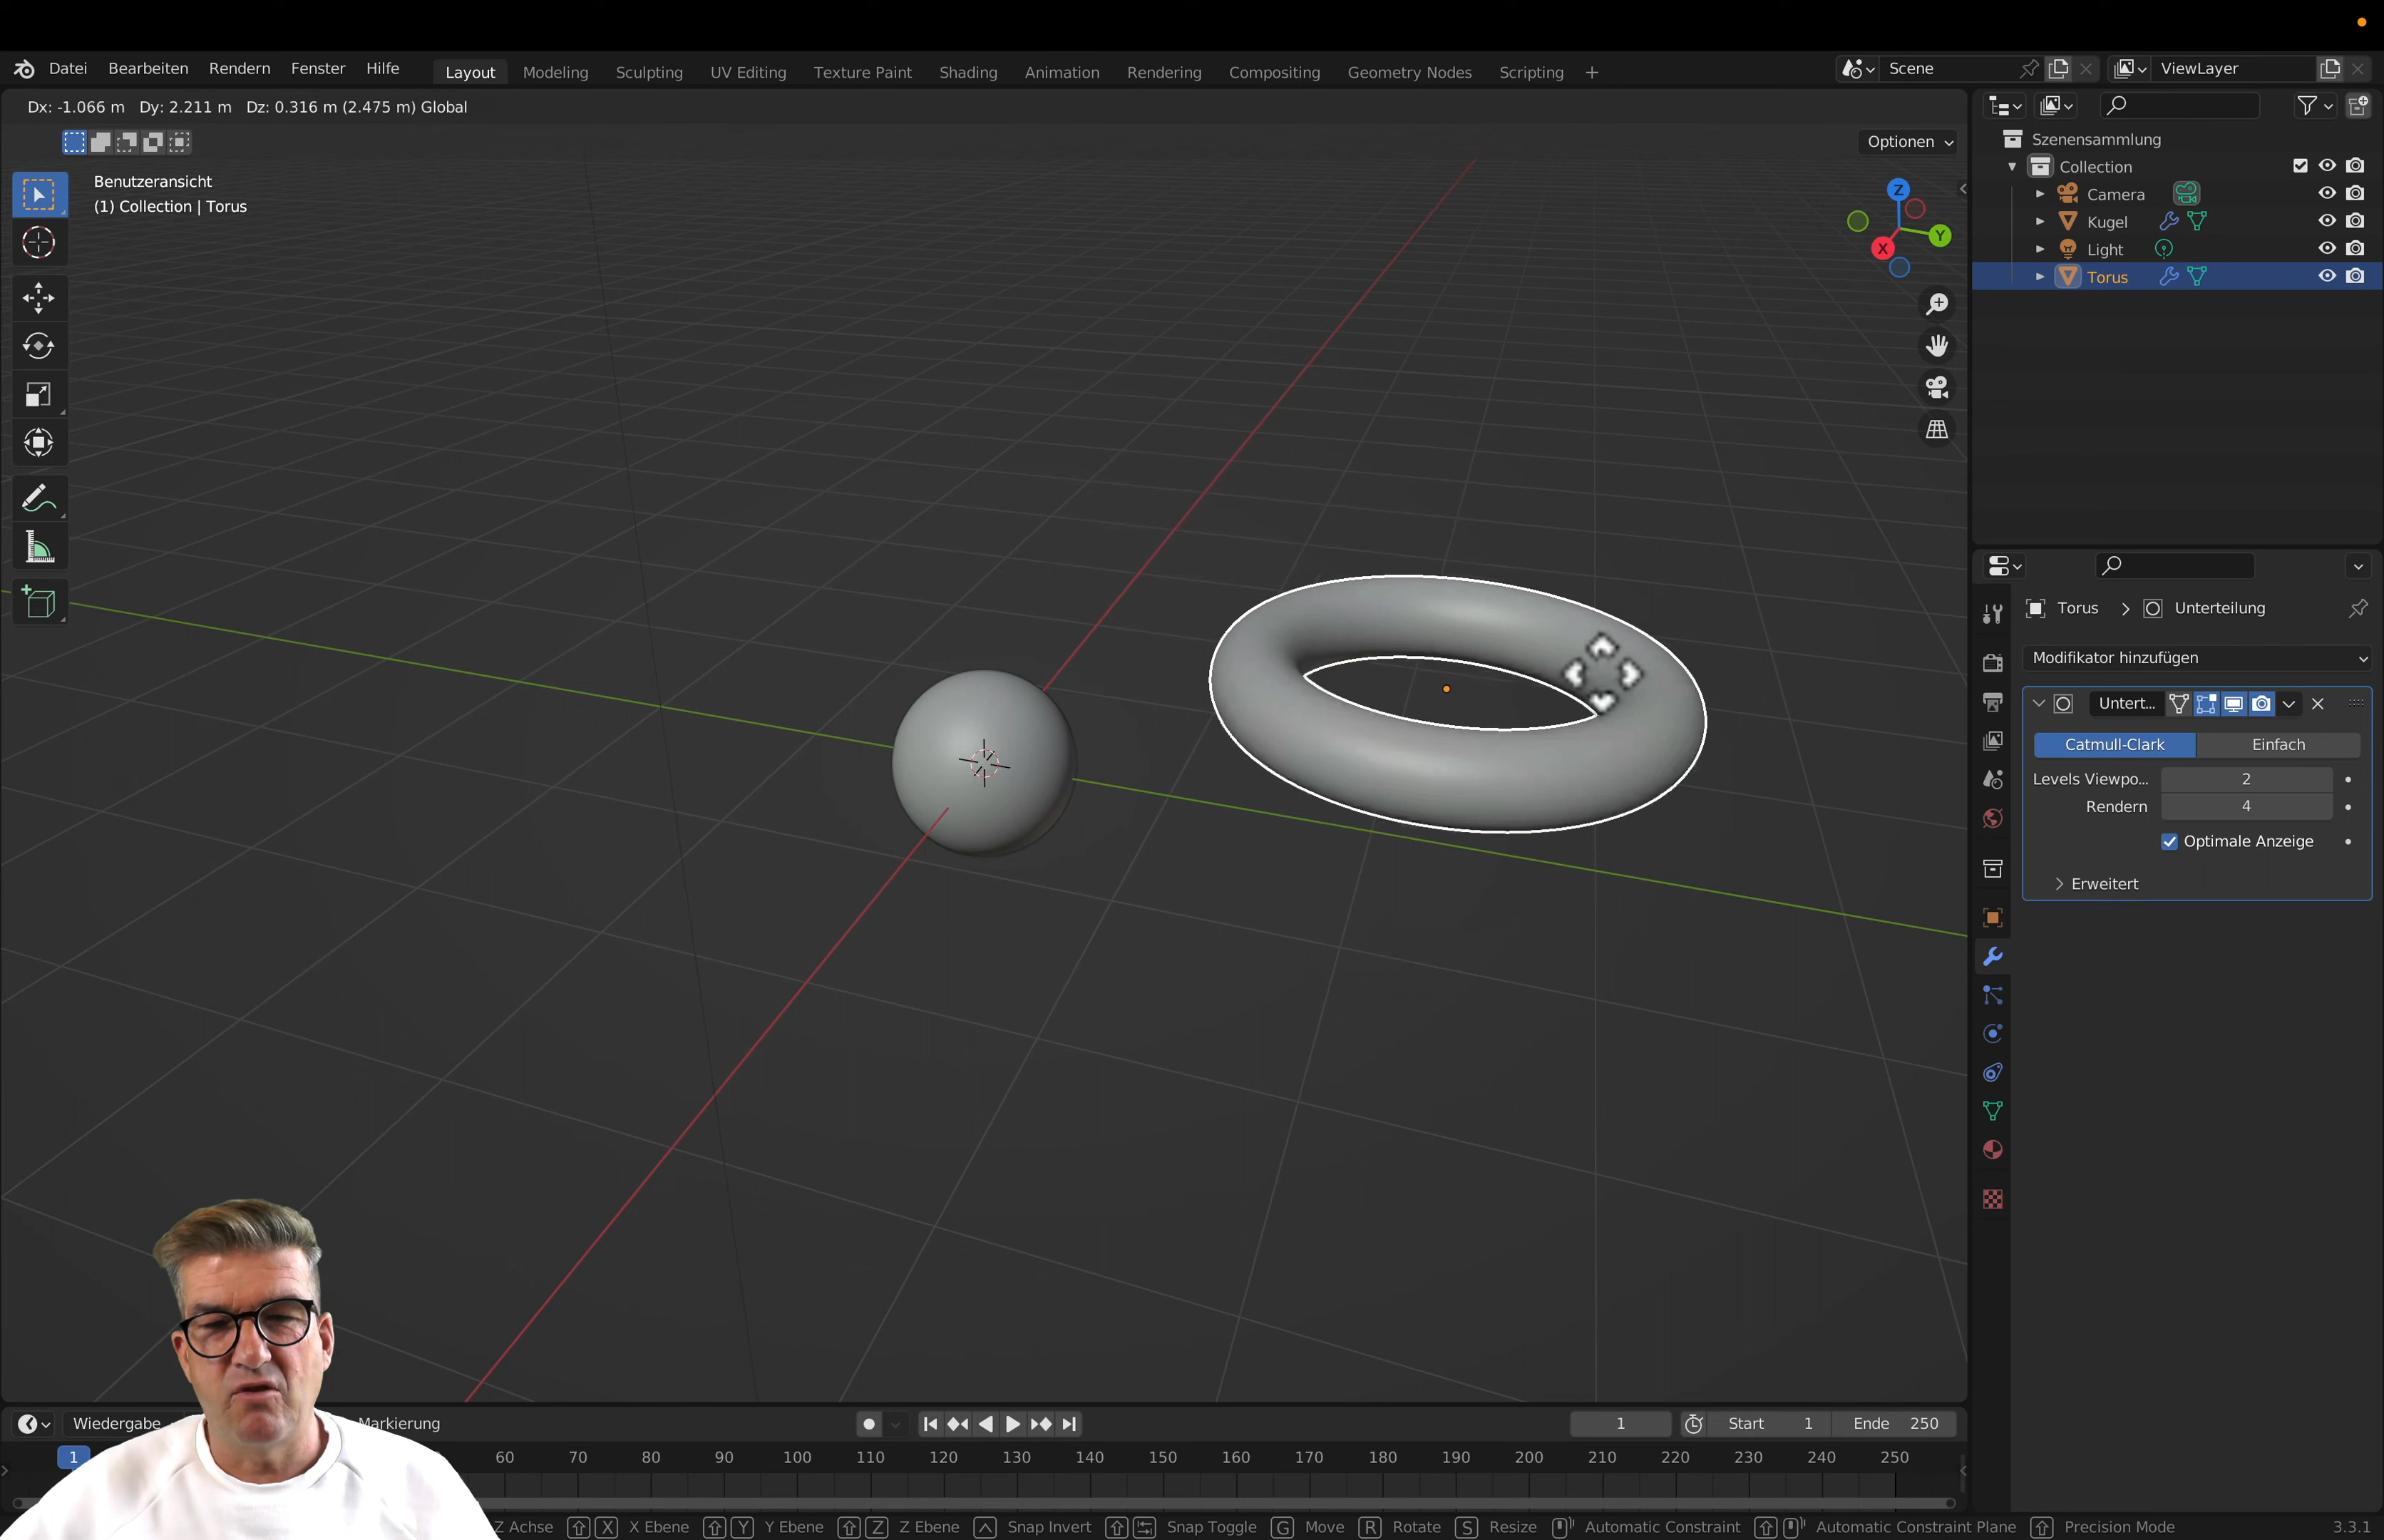 Datei Bearbeiten Rendern Fenster Hilfe Layout Modeling Sculpting UV Editing Texture Paint Shading Animation Rendering Compositing Geometry Nodes Scripting + Scene ViewLayer
Dx: -1.066 m Dy: 2.211 m Dz: 0.316 m (2.475 m) Global
Optionen
Benutzeransicht
(1) Collection | Torus
Z
Y
X
Szenensammlung
Collection
Camera
Kugel
Light
Torus
Torus > Unterteilung
Modifikator hinzufügen
Untert...
Catmull-Clark Einfach
Levels Viewpo... 2
Rendern 4
Optimale Anzeige
Erweitert
Wiedergabe Markierung 1 Start 1 Ende 250
1 60 70 80 90 100 110 120 130 140 150 160 170 180 190 200 210 220 230 240 250
Z Achse X X Ebene Y Y Ebene Z Z Ebene Snap Invert Snap Toggle G Move R Rotate S Resize Automatic Constraint Automatic Constraint Plane Precision Mode 3.3.1